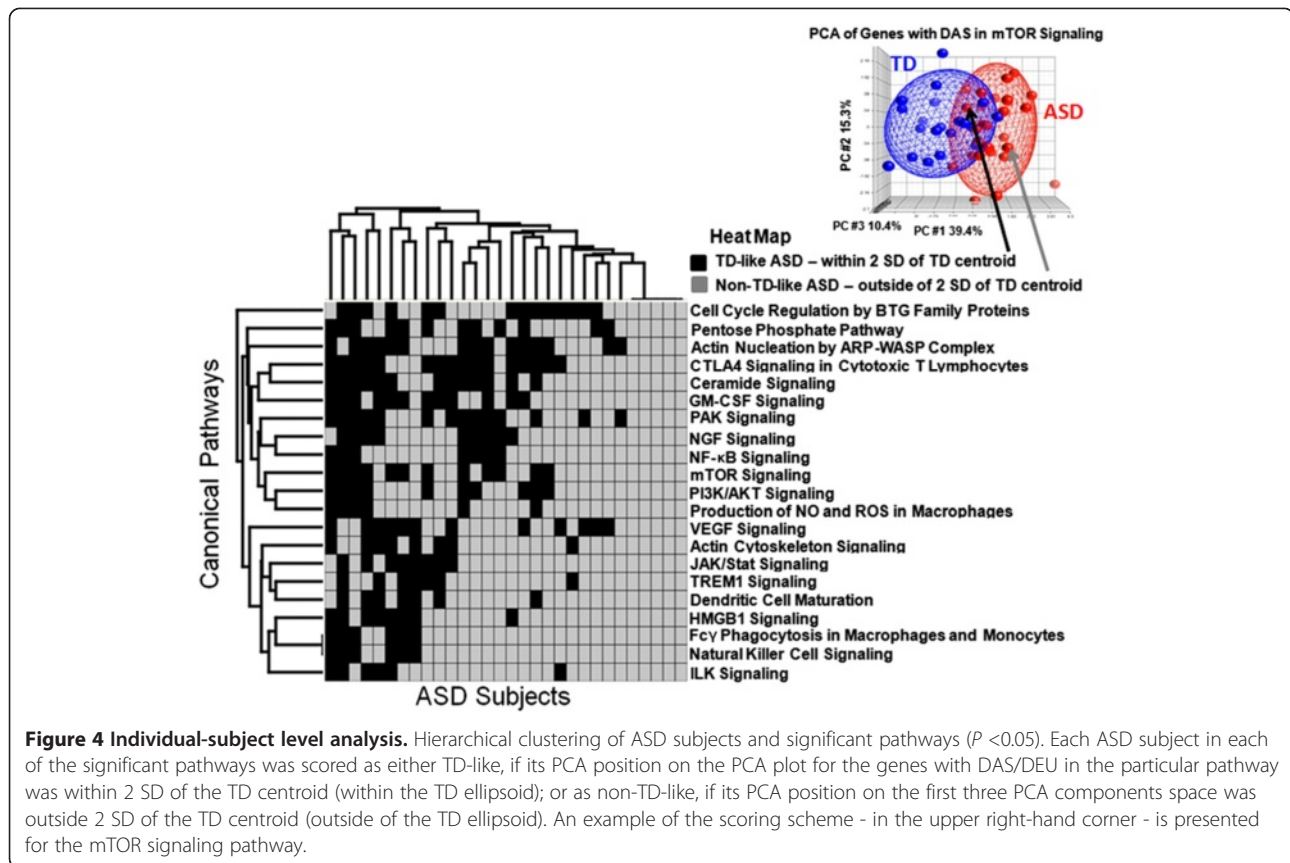 PCA of Genes with DAS in mTOR Signaling
TD
ASD
PC #2 15.3%
PC #3 10.4%
PC #1 39.4%
Heat Map
TD-like ASD – within 2 SD of TD centroid
Non-TD-like ASD – outside of 2 SD of TD centroid
Canonical Pathways
Cell Cycle Regulation by BTG Family Proteins
Pentose Phosphate Pathway
Actin Nucleation by ARP-WASP Complex
CTLA4 Signaling in Cytotoxic T Lymphocytes
Ceramide Signaling
GM-CSF Signaling
PAK Signaling
NGF Signaling
NF-κB Signaling
mTOR Signaling
PI3K/AKT Signaling
Production of NO and ROS in Macrophages
VEGF Signaling
Actin Cytoskeleton Signaling
JAK/Stat Signaling
TREM1 Signaling
Dendritic Cell Maturation
HMGB1 Signaling
Fcγ Phagocytosis in Macrophages and Monocytes
Natural Killer Cell Signaling
ILK Signaling
ASD Subjects
Figure 4 Individual-subject level analysis. Hierarchical clustering of ASD subjects and significant pathways (P <0.05). Each ASD subject in each
of the significant pathways was scored as either TD-like, if its PCA position on the PCA plot for the genes with DAS/DEU in the particular pathway
was within 2 SD of the TD centroid (within the TD ellipsoid); or as non-TD-like, if its PCA position on the first three PCA components space was
outside 2 SD of the TD centroid (outside of the TD ellipsoid). An example of the scoring scheme - in the upper right-hand corner - is presented
for the mTOR signaling pathway.